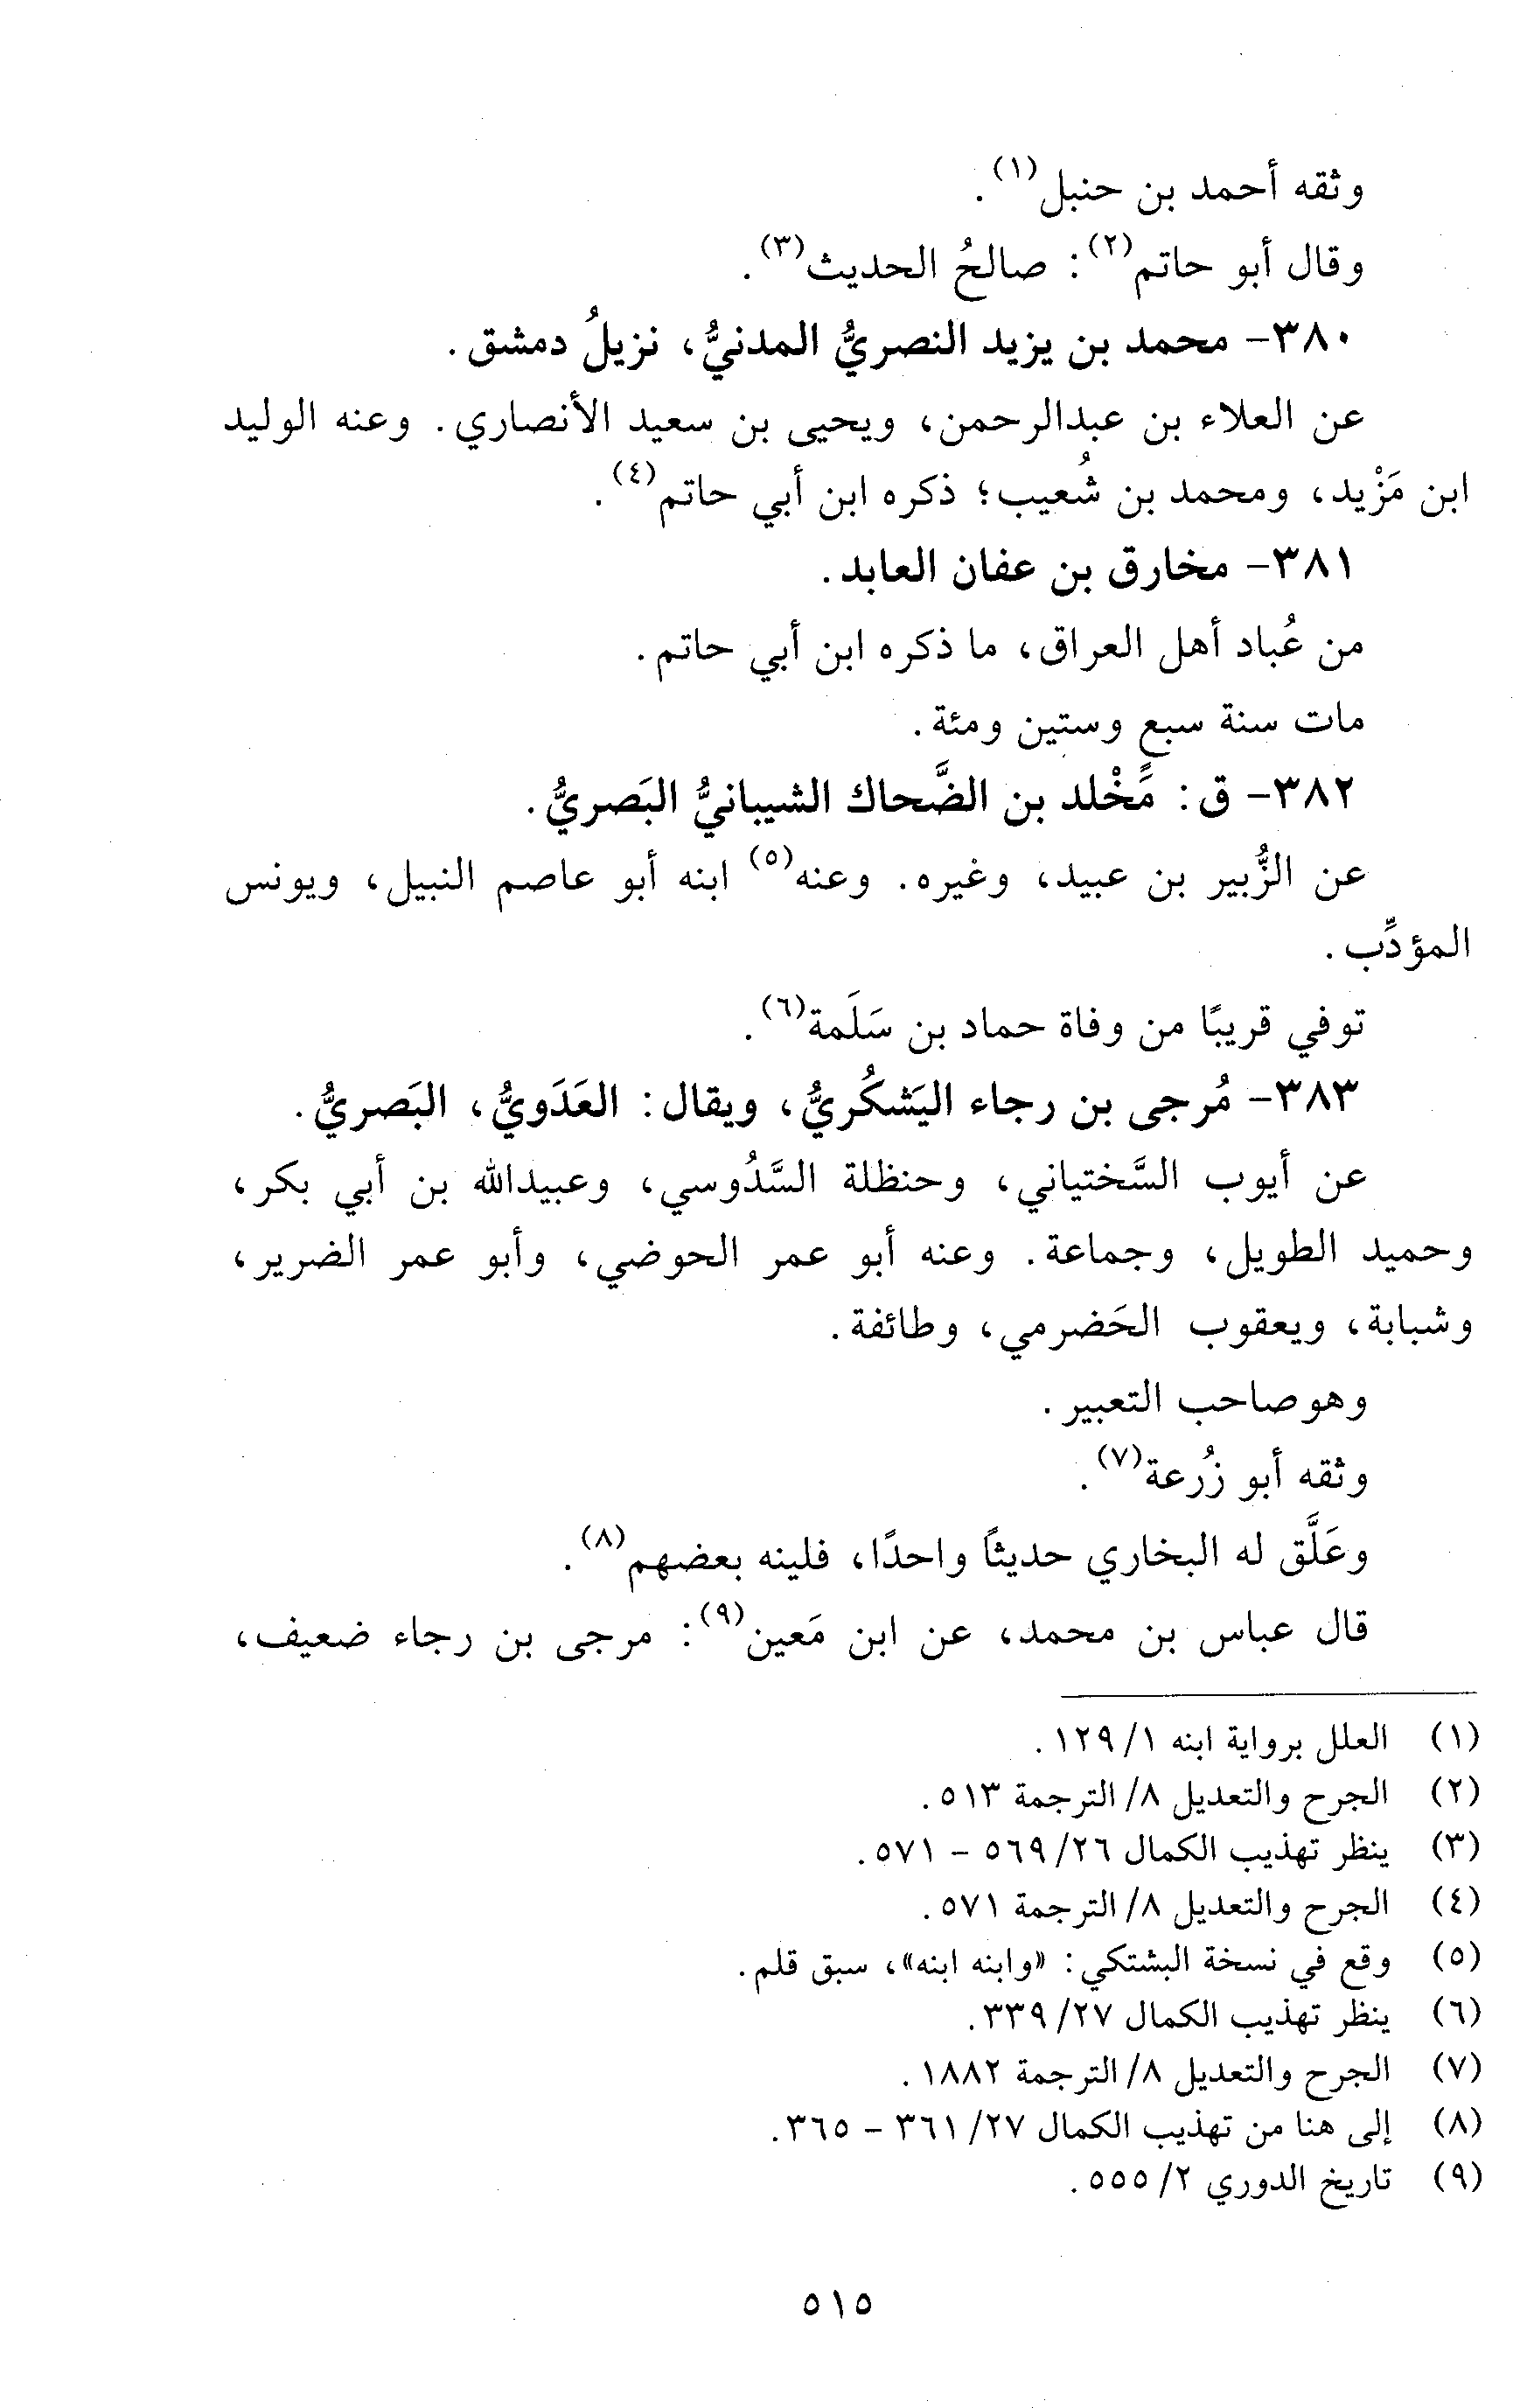 وثقه أحمد بن حنبل(١).
وقال أبو حاتم(٢): صالحُ الحديث(٣).
٣٨٠- محمد بن يزيد النصريُّ المدنيُّ، نزيلُ دمشق.
عن العلاء بن عبدالرحمن، ويحيى بن سعيد الأنصاري. وعنه الوليد
ابن مَزْيد، ومحمد بن شُعيب؛ ذكره ابن أبي حاتم(٤).
٣٨١- مخارق بن عفان العابد.
من عُباد أهل العراق، ما ذكره ابن أبي حاتم.
مات سنة سبع وستين ومئة.
٣٨٢- ق: مَخْلد بن الضَّحاك الشيبانيُّ البَصريُّ.
عن الزُّبير بن عبيد، وغيره. وعنه(٥) ابنه أبو عاصم النبيل، ويونس
المؤدِّب.
توفي قريبًا من وفاة حماد بن سَلَمة(٦).
٣٨٣- مُرجى بن رجاء اليَشكُريُّ، ويقال: العَدَويُّ، البَصريُّ.
عن أيوب السَّختياني، وحنظلة السَّدُوسي، وعبيدالله بن أبي بكر،
وحميد الطويل، وجماعة. وعنه أبو عمر الحوضي، وأبو عمر الضرير،
وشبابة، ويعقوب الحَضرمي، وطائفة.
وهو صاحب التعبير.
وثقه أبو زُرعة(٧).
وعَلَّق له البخاري حديثًا واحدًا، فلينه بعضهم(٨).
قال عباس بن محمد، عن ابن مَعين(٩): مرجى بن رجاء ضعيف،
(١) العلل برواية ابنه ١/ ١٢٩.
(٢) الجرح والتعديل ٨/ الترجمة ٥١٣.
(٣) ينظر تهذيب الكمال ٢٦/ ٥٦٩ - ٥٧١.
(٤) الجرح والتعديل ٨/ الترجمة ٥٧١.
(٥) وقع في نسخة البشتكي: «وابنه ابنه»، سبق قلم.
(٦) ينظر تهذيب الكمال ٢٧/ ٣٣٩.
(٧) الجرح والتعديل ٨/ الترجمة ١٨٨٢.
(٨) إلى هنا من تهذيب الكمال ٢٧/ ٣٦١ - ٣٦٥.
(٩) تاريخ الدوري ٢/ ٥٥٥.
٥١٥